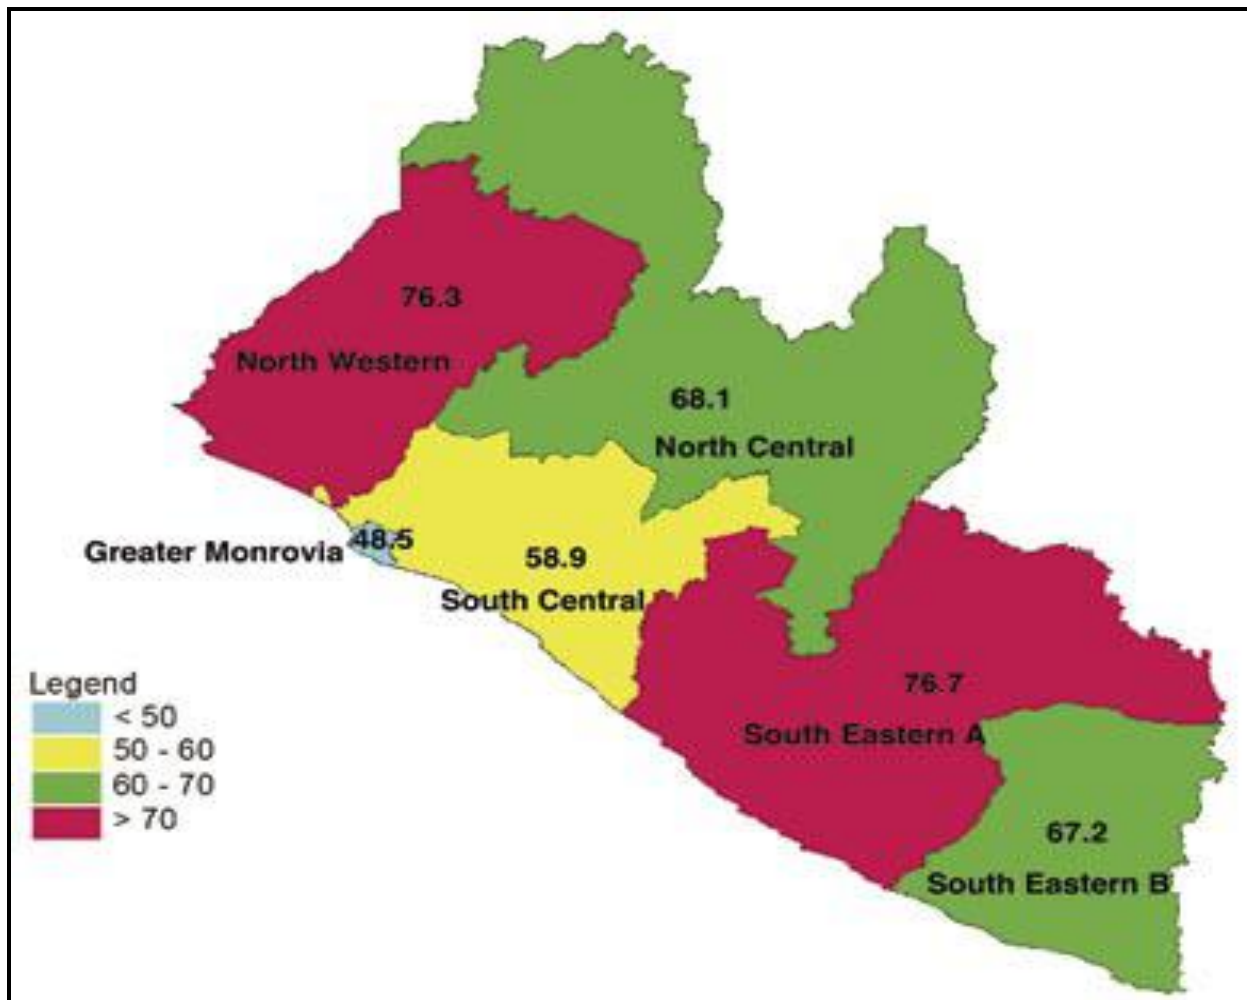 76.3
North Western
68.1
North Central
Greater Monrovia
48.5
58.9
South Central
76.7
South Eastern A
67.2
South Eastern B
Legend
< 50
50 - 60
60 - 70
> 70